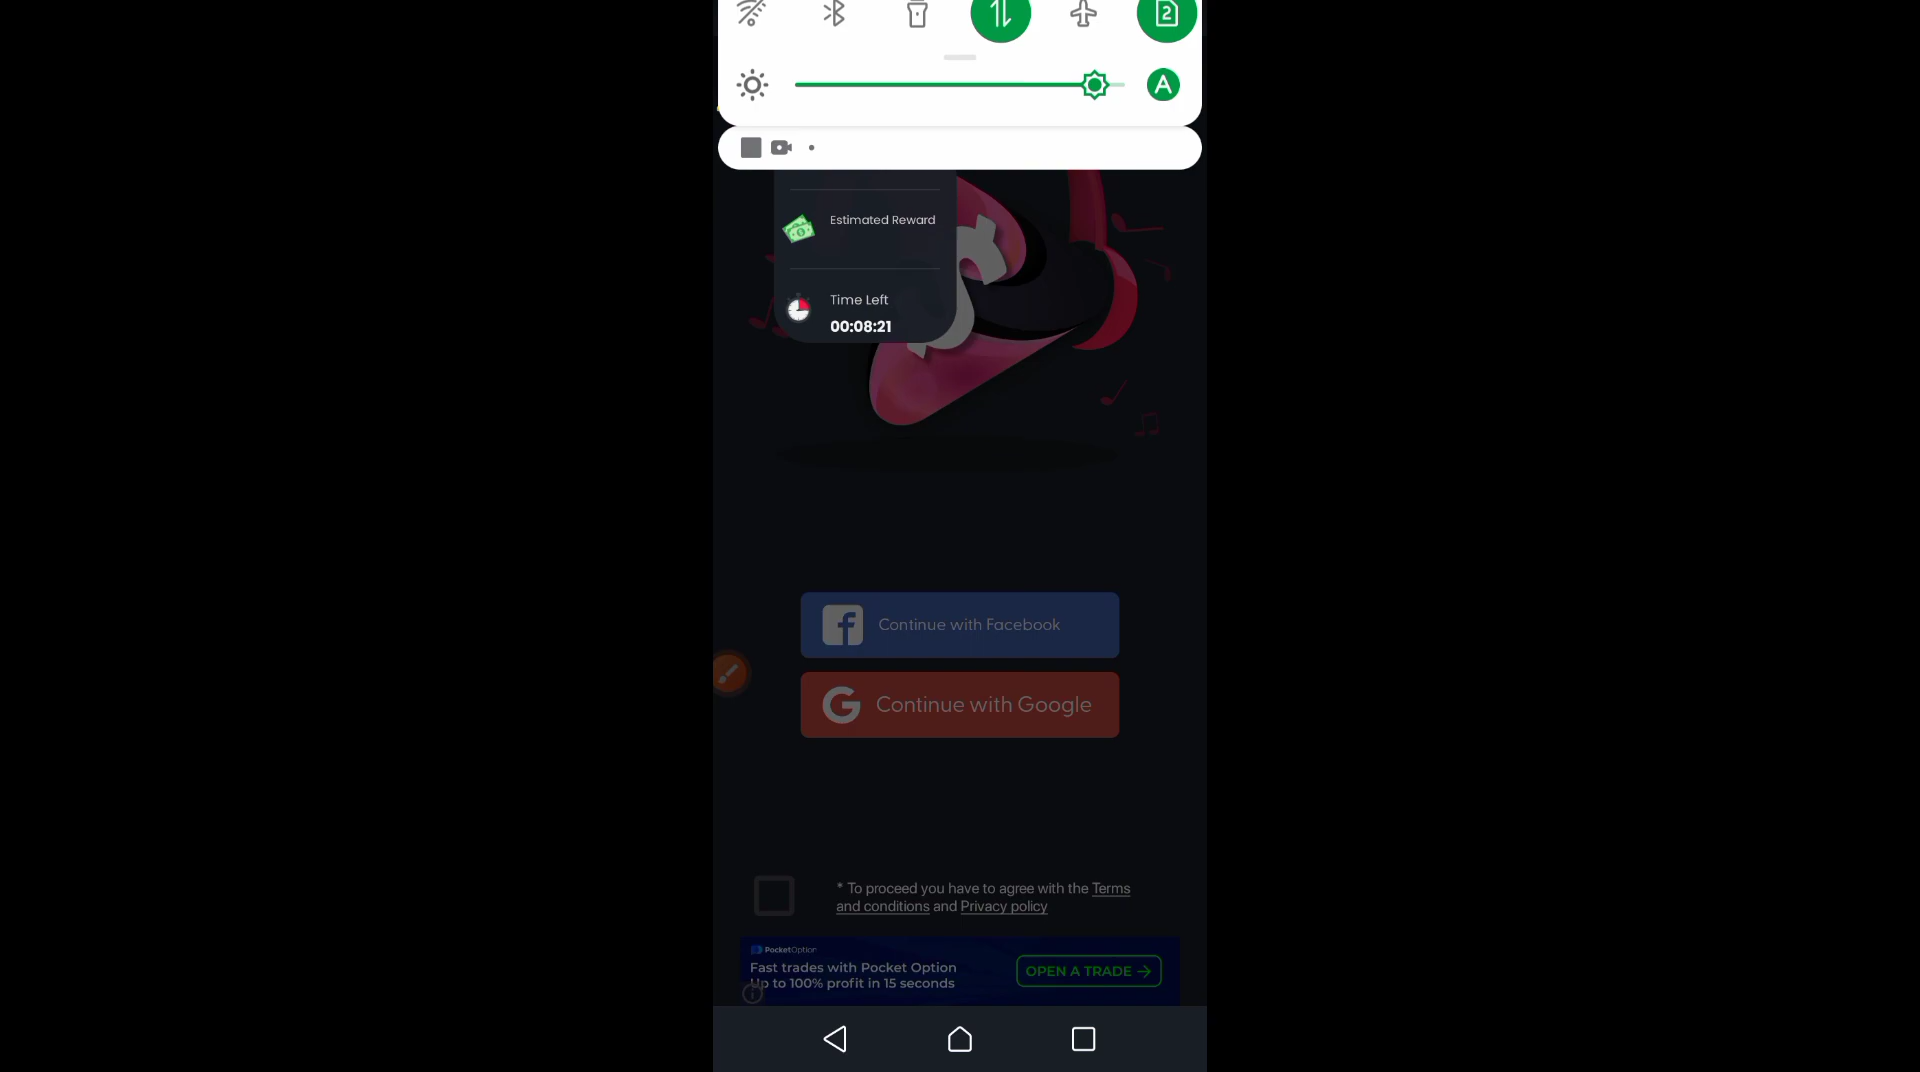 2
A
Estimated Reward
Time Left
00:08:21
Continue with Facebook
Continue with Google
* To proceed you have to agree with the Terms
and conditions and Privacy policy
PocketOption
Fast trades with Pocket Option
Up to 100% profit in 15 seconds
OPEN A TRADE →